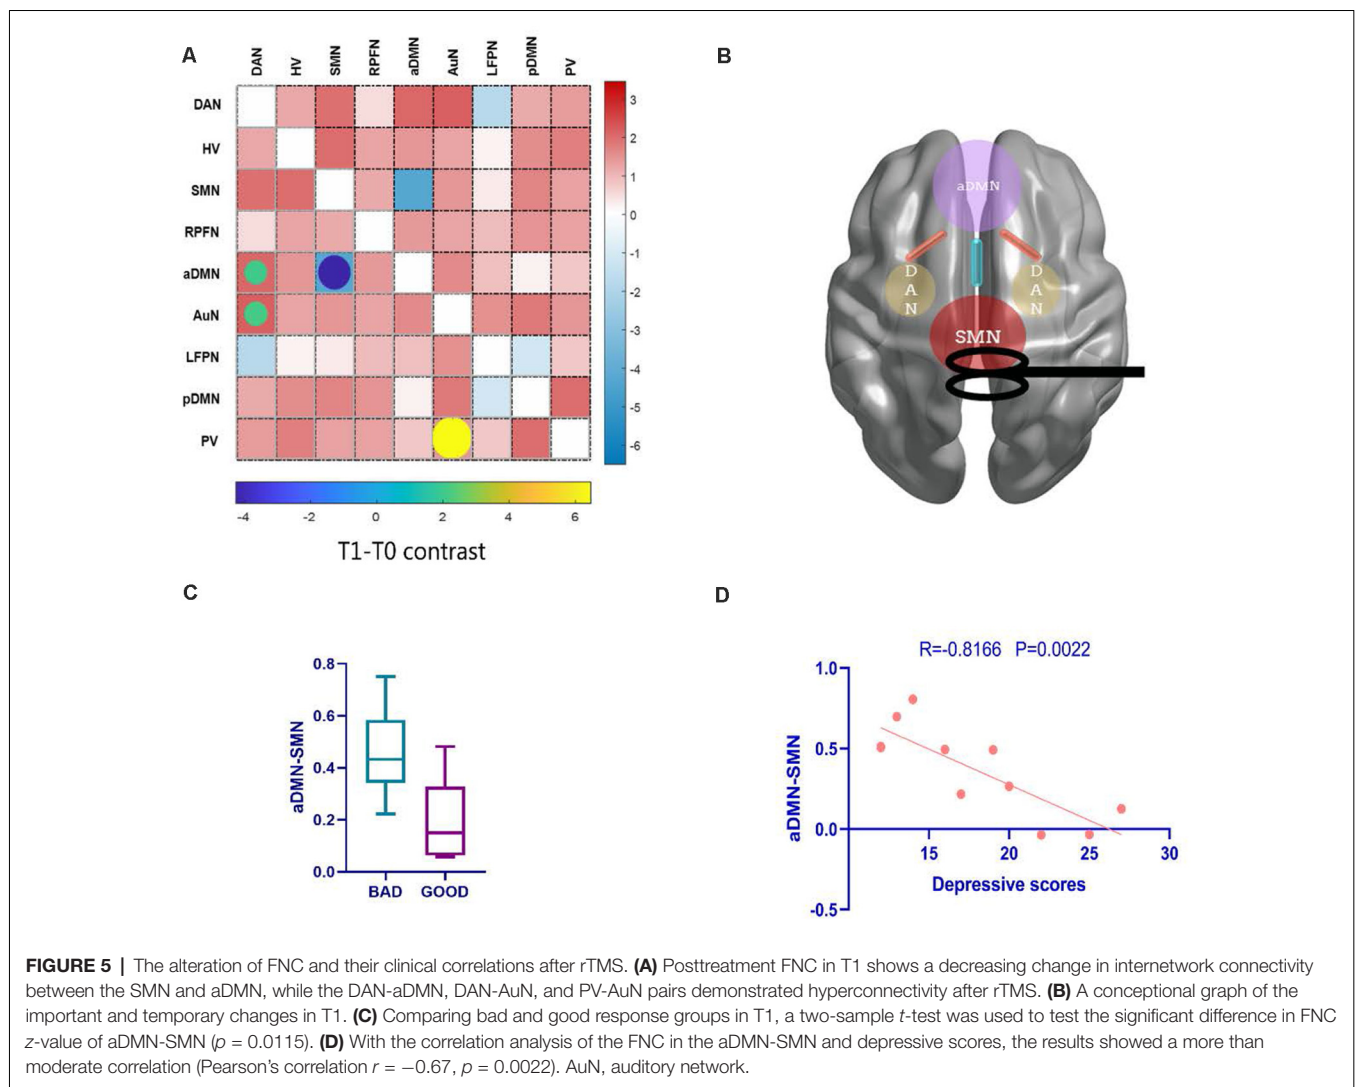 A
DAN HV SMN RPFN aDMN AuN LFPN pDMN PV
DAN
HV
SMN
RPFN
aDMN
AuN
LFPN
pDMN
PV
3
2
1
0
-1
-2
-3
-4
-5
-6
-4 -2 0 2 4 6
T1-T0 contrast
B
aDMN
DAN
DAN
SMN
C
0.8
0.6
0.4
0.2
0.0
aDMN-SMN
BAD GOOD
D
R=-0.8166 P=0.0022
1.0
0.5
0.0
-0.5
aDMN-SMN
15 20 25 30
Depressive scores
FIGURE 5 | The alteration of FNC and their clinical correlations after rTMS. (A) Posttreatment FNC in T1 shows a decreasing change in internetwork connectivity
between the SMN and aDMN, while the DAN-aDMN, DAN-AuN, and PV-AuN pairs demonstrated hyperconnectivity after rTMS. (B) A conceptional graph of the
important and temporary changes in T1. (C) Comparing bad and good response groups in T1, a two-sample t-test was used to test the significant difference in FNC
z-value of aDMN-SMN (p = 0.0115). (D) With the correlation analysis of the FNC in the aDMN-SMN and depressive scores, the results showed a more than
moderate correlation (Pearson's correlation r = −0.67, p = 0.0022). AuN, auditory network.